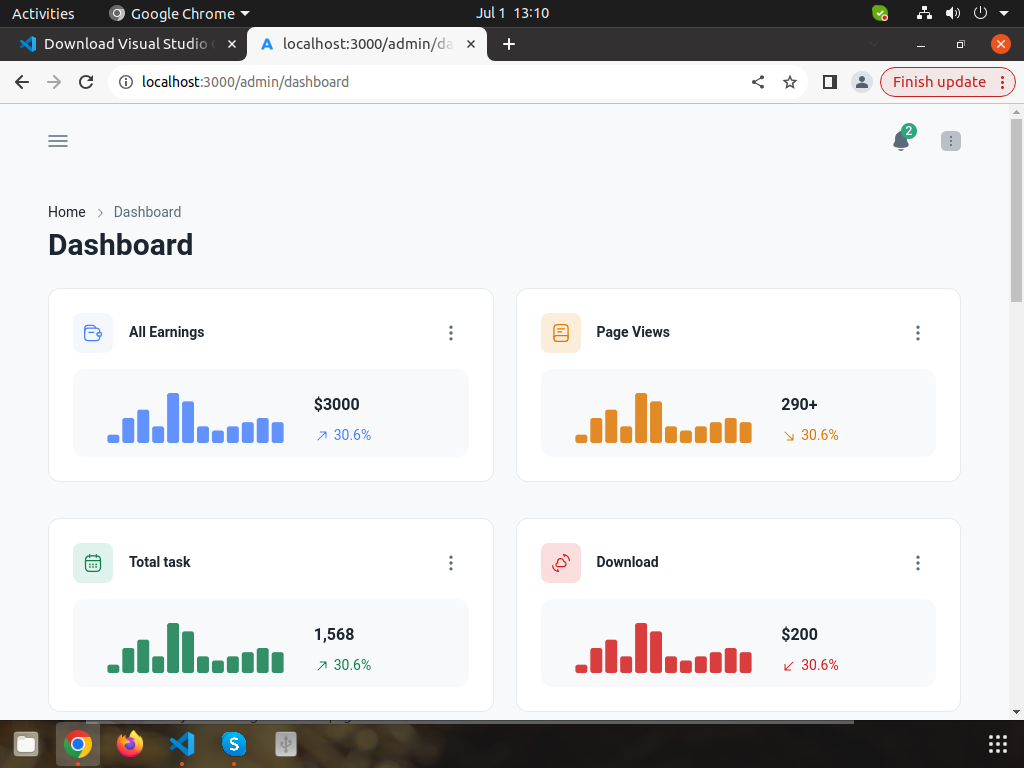 Activities Google Chrome Jul 1 13:10
Download Visual Studio localhost:3000/admin/da
localhost:3000/admin/dashboard Finish update
2
Home Dashboard
Dashboard
All Earnings
$3000
30.6%
Page Views
290+
30.6%
Total task
1,568
30.6%
Download
$200
30.6%